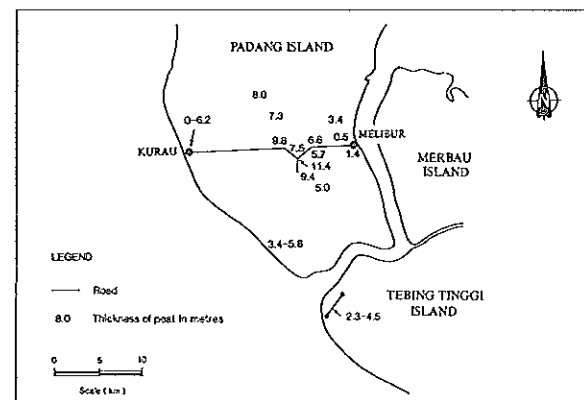 PADANG ISLAND
8.0
7.3
3.4
0-6.2
9.8
7.5
6.6
0.5
MELIBUR
KURAU
5.7
1.4
11.4
9.4
5.0
MERBAU
ISLAND
3.4-5.8
LEGEND
Road
8.0 Thickness of peat in metres
TEBING TINGGI
ISLAND
2.3-4.5
0 5 10
Scale (km)